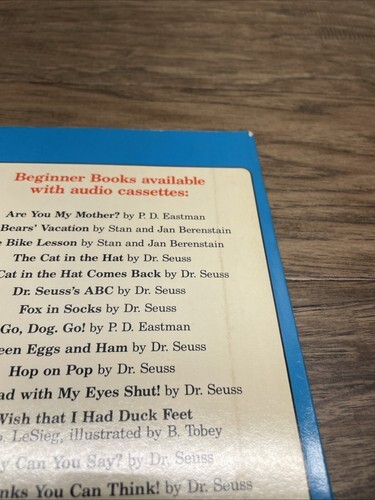 Beginner Books available
with audio cassettes:
Are You My Mother? by P. D. Eastman
Bears' Vacation by Stan and Jan Berenstain
Bike Lesson by Stan and Jan Berenstain
The Cat in the Hat by Dr. Seuss
Cat in the Hat Comes Back by Dr. Seuss
Dr. Seuss's ABC by Dr. Seuss
Fox in Socks by Dr. Seuss
Go, Dog. Go! by P. D. Eastman
een Eggs and Ham by Dr. Seuss
Hop on Pop by Dr. Seuss
ad with My Eyes Shut! by Dr. Seuss
Wish that I Had Duck Feet
LeSieg, illustrated by B. Tobey
y Can You Say? by Dr. Seuss
nks You Can Think! by Dr. Seuss